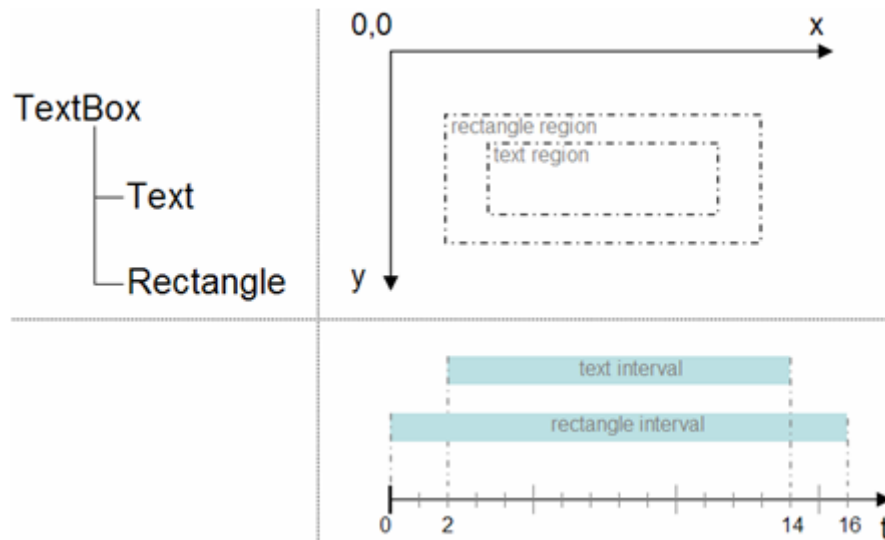 0,0
x
TextBox
rectangle region
text region
Text
Rectangle
y
text interval
rectangle interval
0
2
14
16
t